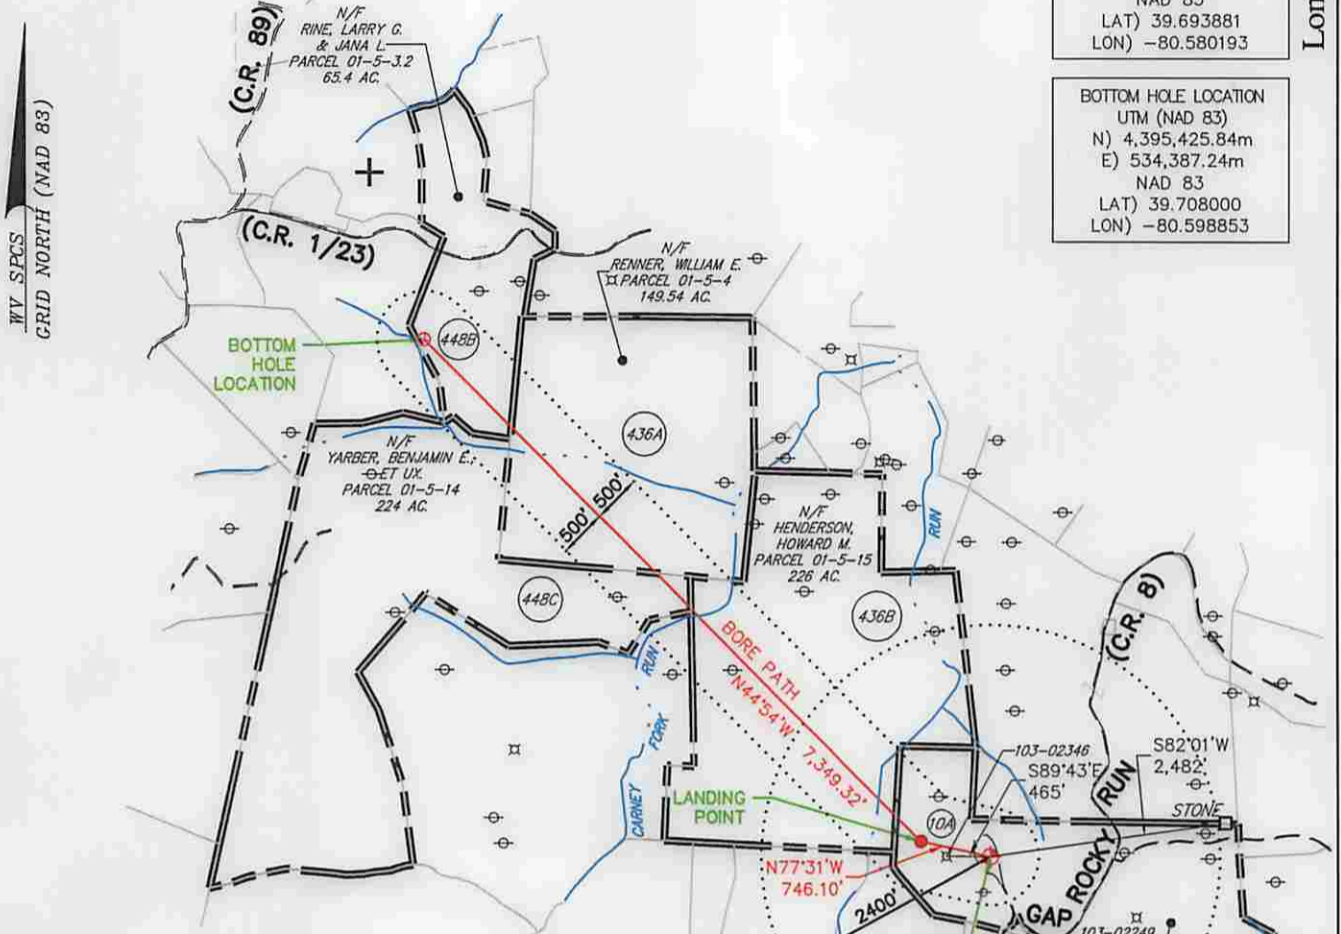 WV SPCS
GRID NORTH (NAD 83)
(C.R. 89)
N/F
RINE, LARRY G.
& JANA L.
PARCEL 01-5-3.2
65.4 AC.
NAD 83
LAT) 39.693881
LON) -80.580193
Lon
BOTTOM HOLE LOCATION
UTM (NAD 83)
N) 4,395,425.84m
E) 534,387.24m
NAD 83
LAT) 39.708000
LON) -80.598853
(C.R. 1/23)
N/F
RENNER, WILLIAM E.
PARCEL 01-5-4
149.54 AC.
BOTTOM
HOLE
LOCATION
448B
436A
N/F
YARBER, BENJAMIN E.,
ET UX.
PARCEL 01-5-14
224 AC.
500' 500'
N/F
HENDERSON,
HOWARD M.
PARCEL 01-5-15
226 AC.
RUN
448C
436B
(C.R. 8)
BORE PATH
N44°54'W 7,349.32'
CARNEY FORK RUN
103-02346
S89°43'E
465'
S82°01'W
2,482'
STONE
LANDING
POINT
10A
N77°31'W
746.10'
2400'
GAP ROCKY RUN
103-02249